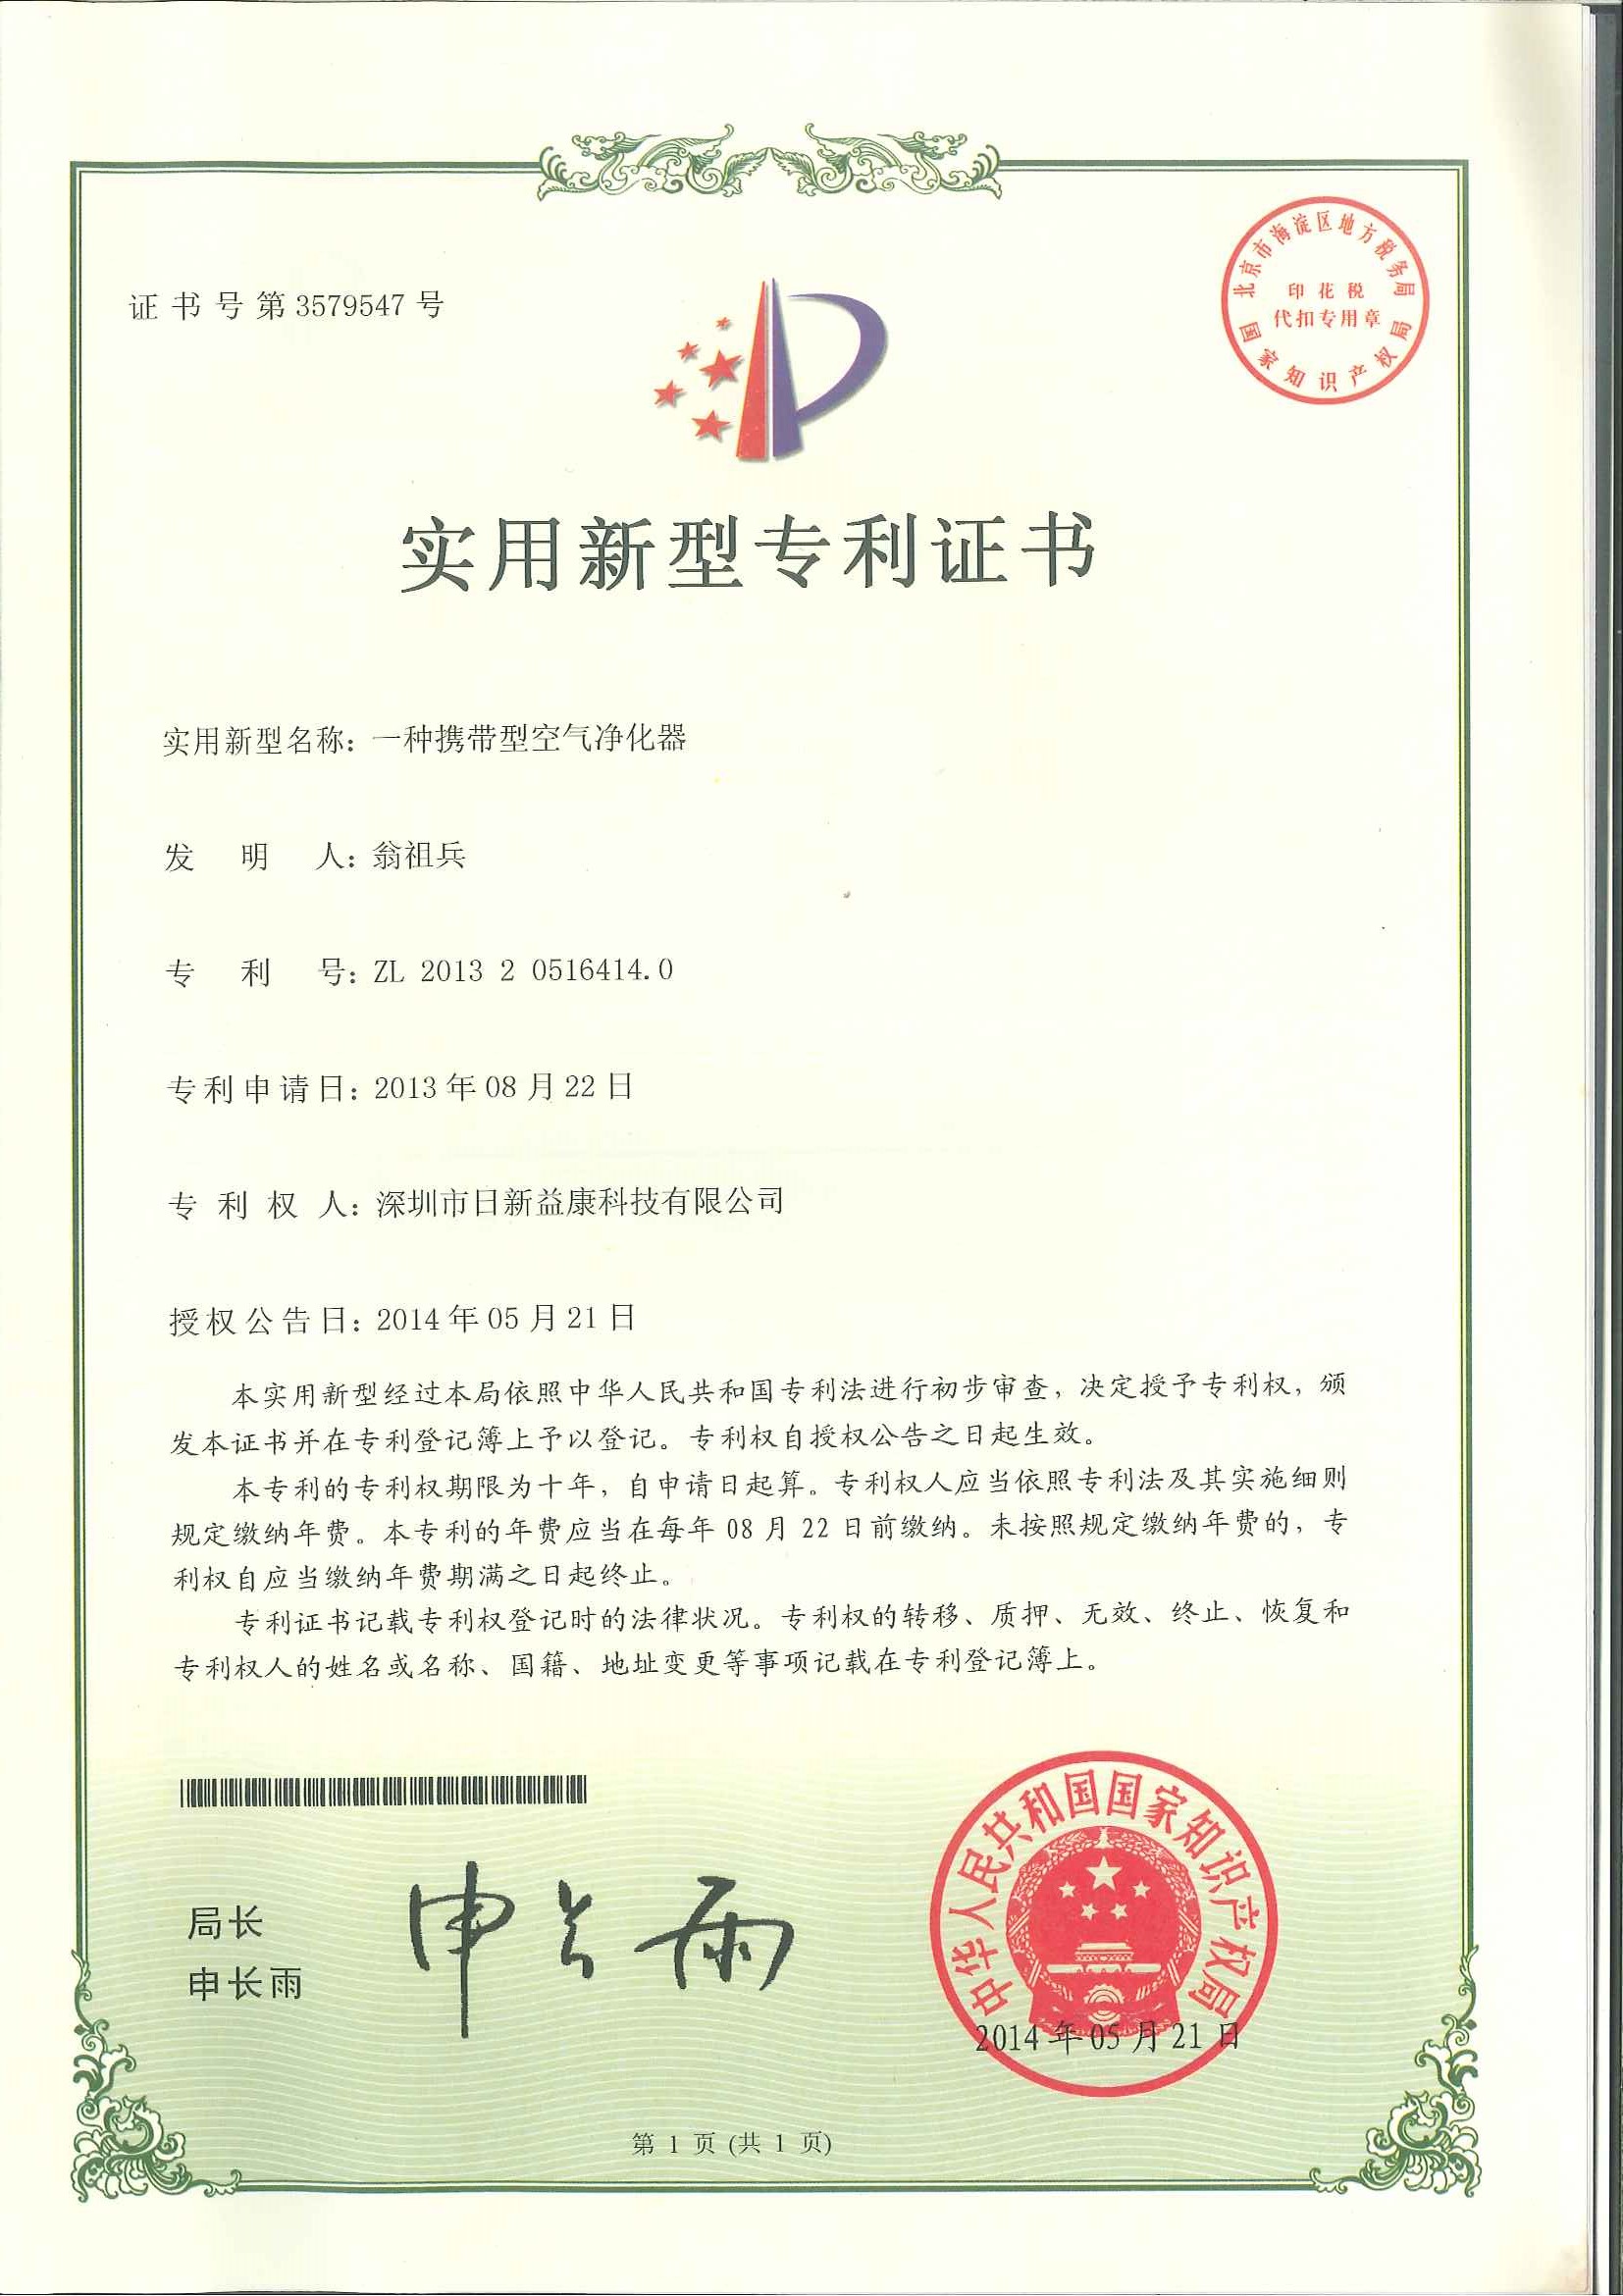 证书号第3579547号
北京市海淀区地方税务局
印花税
代扣专用章
国家知识产权局
实用新型专利证书
实用新型名称：一种携带型空气净化器
发明人：翁祖兵
专利号：ZL 2013 2 0516414.0
专利申请日：2013年08月22日
专利权人：深圳市日新益康科技有限公司
授权公告日：2014年05月21日
本实用新型经过本局依照中华人民共和国专利法进行初步审查，决定授予专利权，颁
发本证书并在专利登记簿上予以登记。专利权自授权公告之日起生效。
本专利的专利权期限为十年，自申请日起算。专利权人应当依照专利法及其实施细则
规定缴纳年费。本专利的年费应当在每年08月22日前缴纳。未按照规定缴纳年费的，专
利权自应当缴纳年费期满之日起终止。
专利证书记载专利权登记时的法律状况。专利权的转移、质押、无效、终止、恢复和
专利权人的姓名或名称、国籍、地址变更等事项记载在专利登记簿上。
局长
申长雨
申长雨
中华人民共和国国家知识产权局
2014年05月21日
第 1 页 (共 1 页)